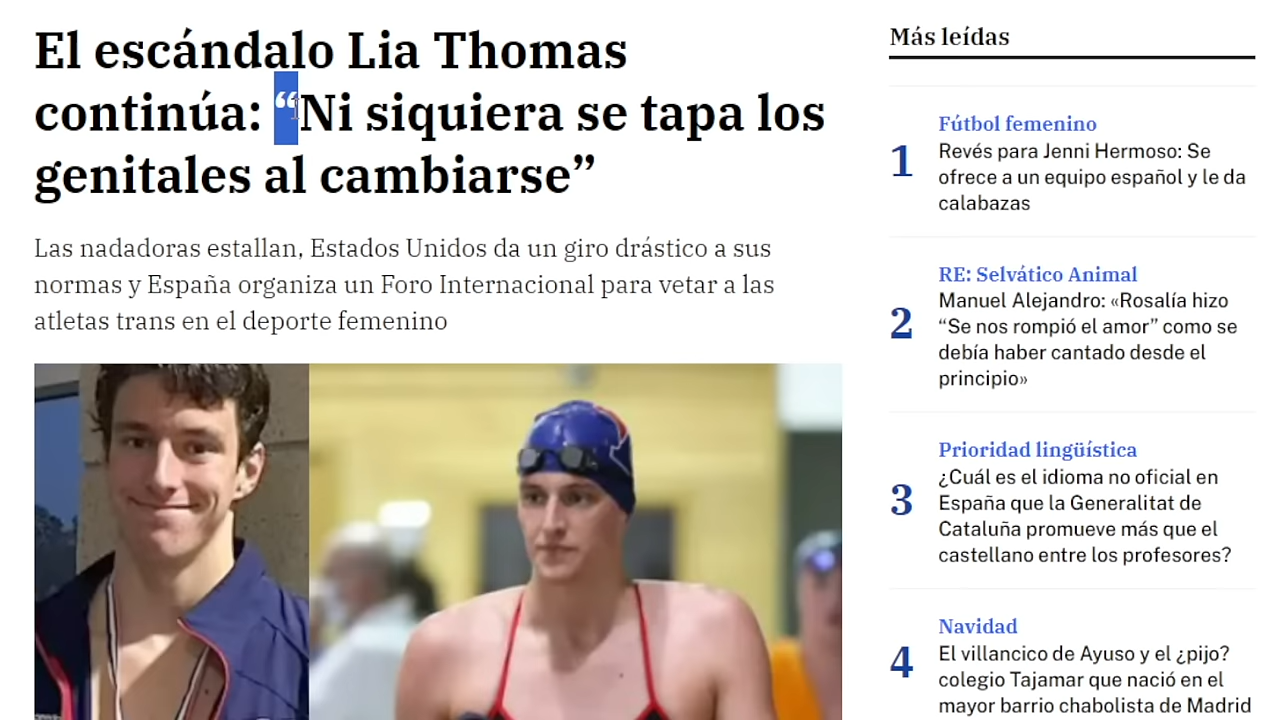 El escándalo Lia Thomas
continúa: “Ni siquiera se tapa los
genitales al cambiarse”
Las nadadoras estallan, Estados Unidos da un giro drástico a sus
normas y España organiza un Foro Internacional para vetar a las
atletas trans en el deporte femenino
Más leídas
1
Fútbol femenino
Revés para Jenni Hermoso: Se
ofrece a un equipo español y le da
calabazas
2
RE: Selvático Animal
Manuel Alejandro: «Rosalía hizo
“Se nos rompió el amor” como se
debía haber cantado desde el
principio»
3
Prioridad lingüística
¿Cuál es el idioma no oficial en
España que la Generalitat de
Cataluña promueve más que el
castellano entre los profesores?
4
Navidad
El villancico de Ayuso y el ¿pijo?
colegio Tajamar que nació en el
mayor barrio chabolista de Madrid